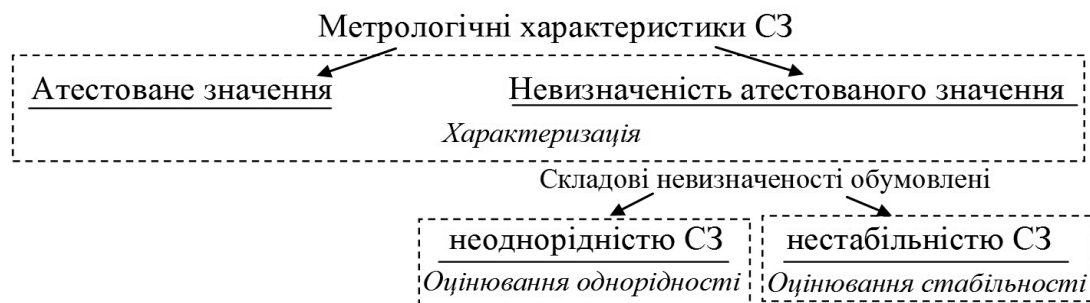 Метрологічні характеристики СЗ
Атестоване значення Невизначеність атестованого значення
Характеризація
Складові невизначеності обумовлені
неоднорідністю СЗ нестабільністю СЗ
Оцінювання однорідності Оцінювання стабільності